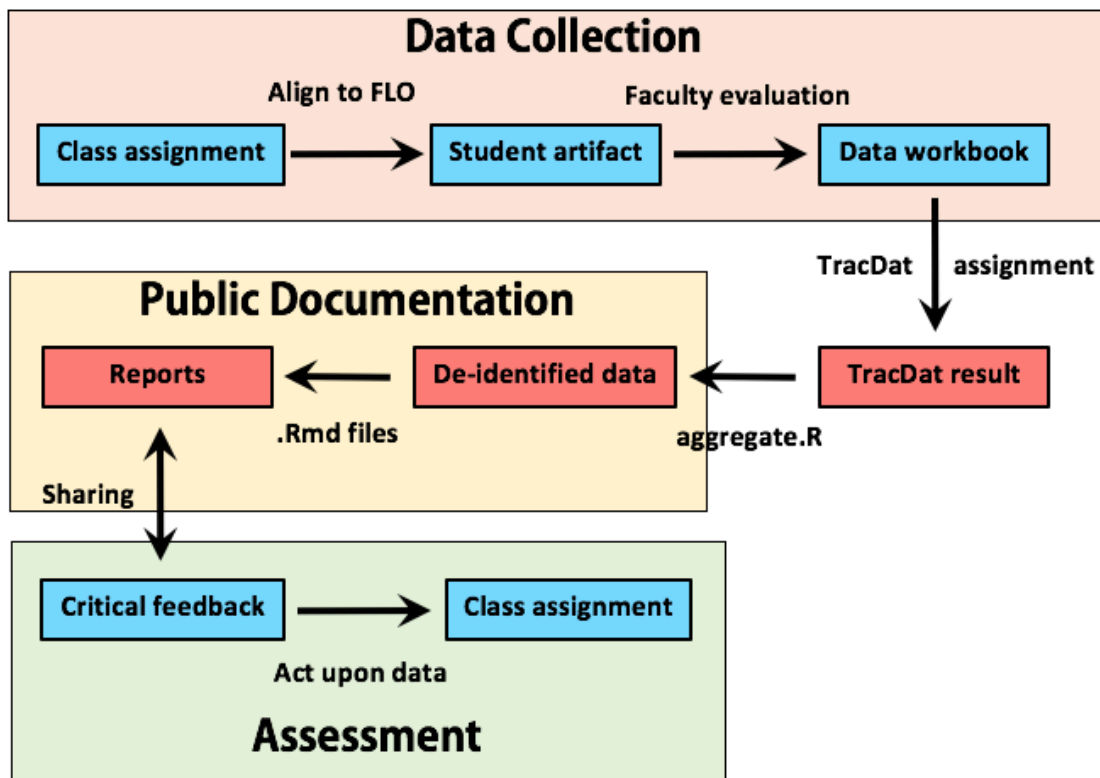 Data Collection
Align to FLO
Faculty evaluation
Class assignment
Student artifact
Data workbook
TracDat assignment
Public Documentation
Reports
De-identified data
TracDat result
.Rmd files
aggregate.R
Sharing
Critical feedback
Class assignment
Act upon data
Assessment